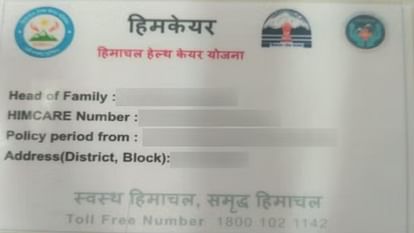 हिमकेयर
हिमाचल हेल्थ केयर योजना
Head of Family :
HIMCARE Number :
Policy period from :
Address(District, Block):
स्वस्थ हिमाचल, समृद्ध हिमाचल
Toll Free Number 1800 102 1142